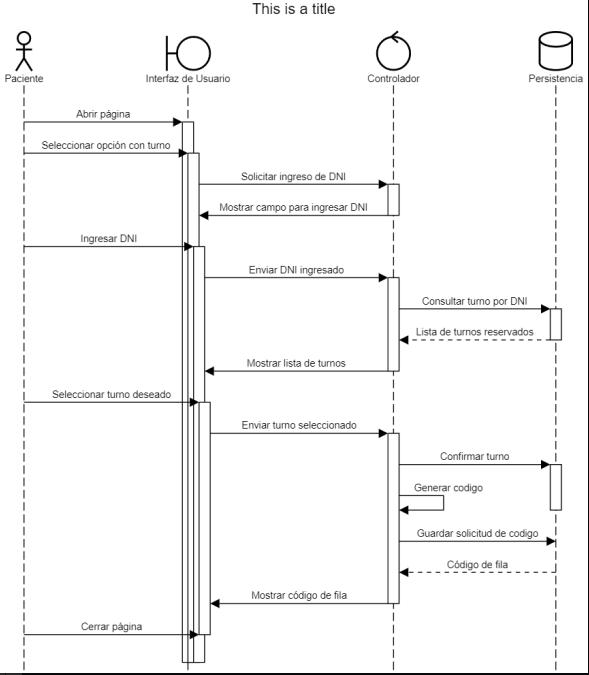 This is a title
Paciente
Interfaz de Usuario
Controlador
Persistencia
Abrir página
Seleccionar opción con turno
Solicitar ingreso de DNI
Mostrar campo para ingresar DNI
Ingresar DNI
Enviar DNI ingresado
Consultar turno por DNI
Lista de turnos reservados
Mostrar lista de turnos
Seleccionar turno deseado
Enviar turno seleccionado
Confirmar turno
Generar codigo
Guardar solicitud de codigo
Código de fila
Mostrar código de fila
Cerrar página